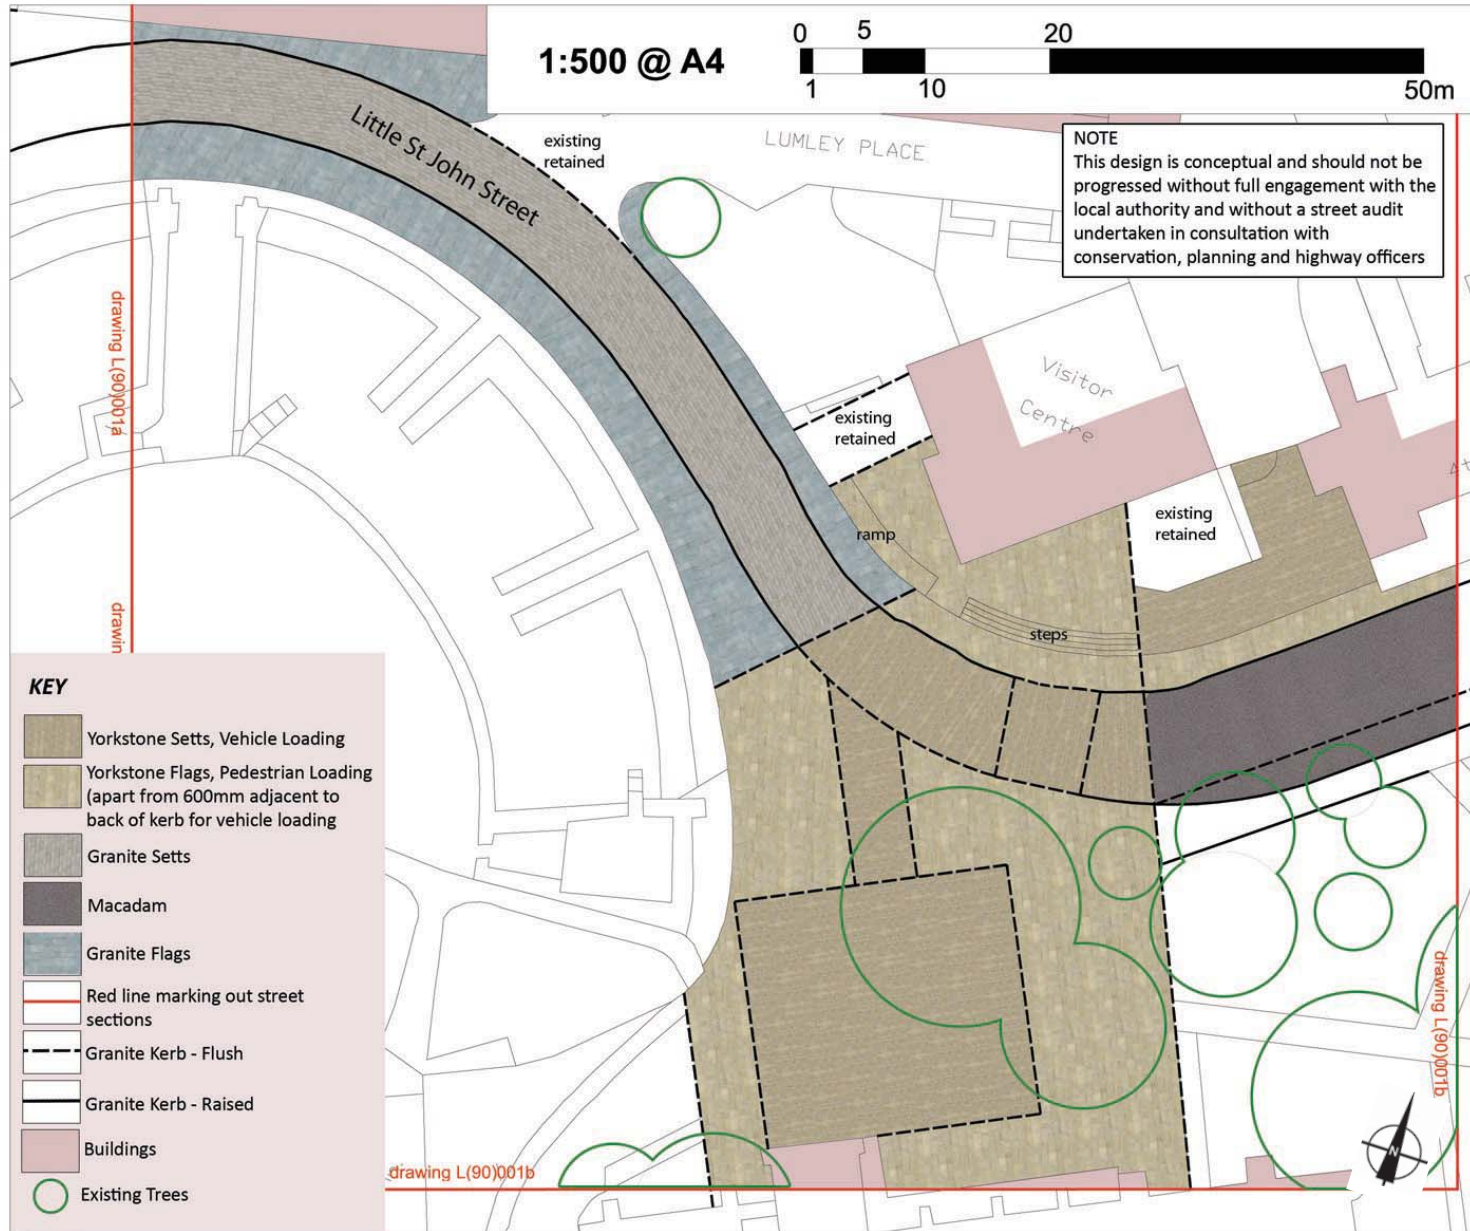 1:500 @ A4
0 5 20
1 10 50m
Little St John Street
existing
retained
LUMLEY PLACE
NOTE
This design is conceptual and should not be
progressed without full engagement with the
local authority and without a street audit
undertaken in consultation with
conservation, planning and highway officers
drawing L(90)001a
Visitor
Centre
existing
retained
existing
retained
ramp
steps
KEY
Yorkstone Setts, Vehicle Loading
Yorkstone Flags, Pedestrian Loading
(apart from 600mm adjacent to
back of kerb for vehicle loading
Granite Setts
Macadam
Granite Flags
Red line marking out street
sections
Granite Kerb - Flush
Granite Kerb - Raised
Buildings
Existing Trees
drawing L(90)001b
drawing L(90)001b
N